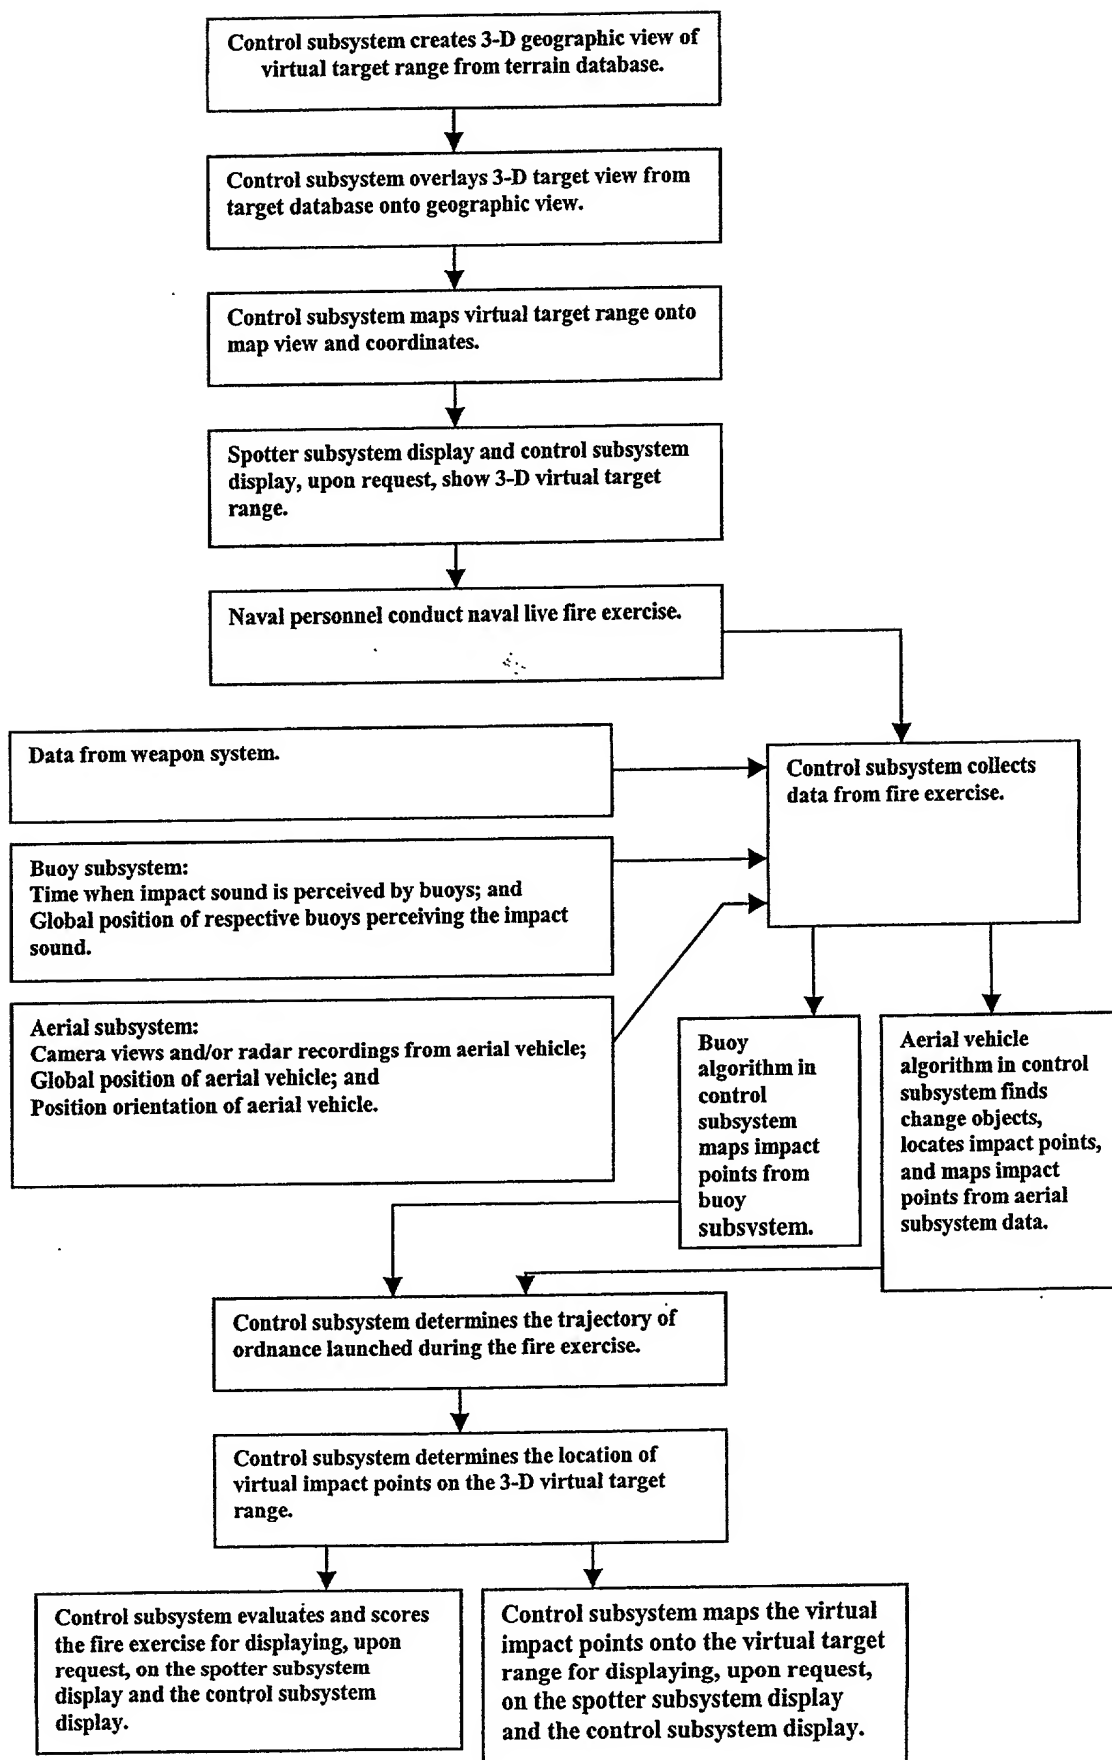 Control subsystem creates 3-D geographic view of
virtual target range from terrain database.
Control subsystem overlays 3-D target view from
target database onto geographic view.
Control subsystem maps virtual target range onto
map view and coordinates.
Spotter subsystem display and control subsystem
display, upon request, show 3-D virtual target
range.
Naval personnel conduct naval live fire exercise.
Data from weapon system.
Control subsystem collects
data from fire exercise.
Buoy subsystem:
Time when impact sound is perceived by buoys; and
Global position of respective buoys perceiving the impact
sound.
Aerial subsystem:
Camera views and/or radar recordings from aerial vehicle;
Global position of aerial vehicle; and
Position orientation of aerial vehicle.
Buoy
algorithm in
control
subsystem
maps impact
points from
buoy
subsystem.
Aerial vehicle
algorithm in control
subsystem finds
change objects,
locates impact points,
and maps impact
points from aerial
subsystem data.
Control subsystem determines the trajectory of
ordnance launched during the fire exercise.
Control subsystem determines the location of
virtual impact points on the 3-D virtual target
range.
Control subsystem evaluates and scores
the fire exercise for displaying, upon
request, on the spotter subsystem
display and the control subsystem
display.
Control subsystem maps the virtual
impact points onto the virtual target
range for displaying, upon request,
on the spotter subsystem display
and the control subsystem display.